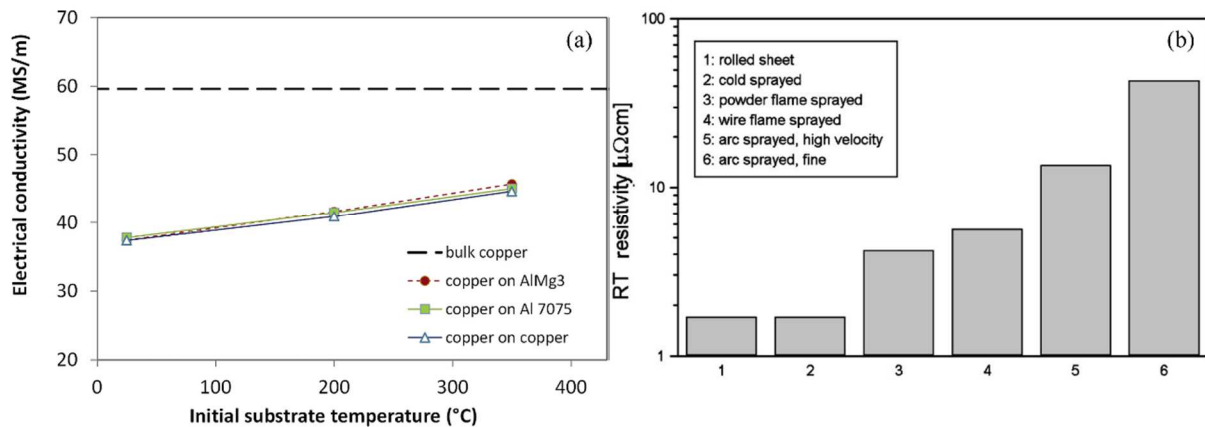 (a)
Electrical conductivity (MS/m)
70
60
50
40
30
20
0
100
200
300
400
Initial substrate temperature (°C)
bulk copper
copper on AlMg3
copper on Al 7075
copper on copper
(b)
RT resistivity [μΩcm]
100
10
1
1: rolled sheet
2: cold sprayed
3: powder flame sprayed
4: wire flame sprayed
5: arc sprayed, high velocity
6: arc sprayed, fine
1
2
3
4
5
6